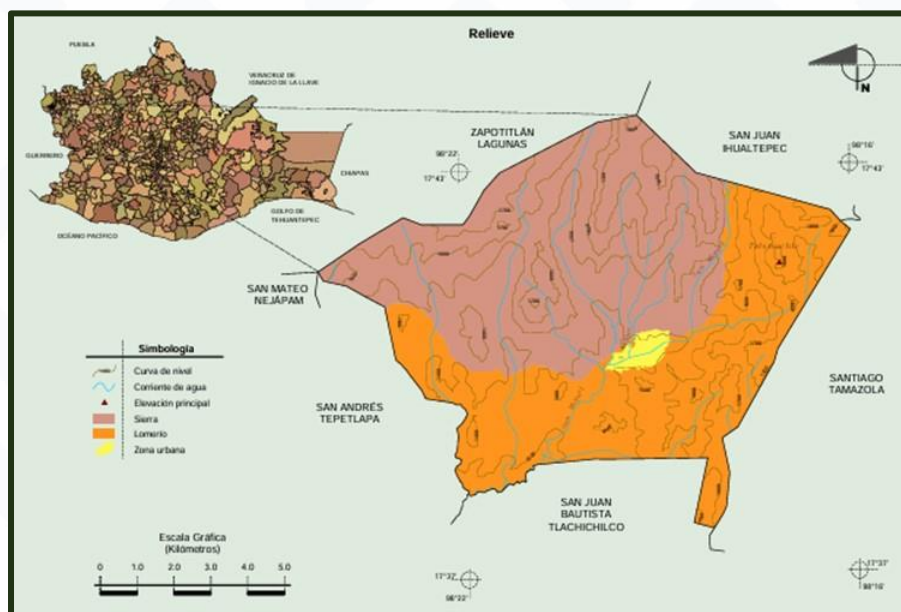 Relieve
PUEBLA
VERACRUZ DE
IGNACIO DE LA LLAVE
GUERRERO
CHIAPAS
GOLFO DE
TEHUANTEPEC
OCÉANO PACÍFICO
N
ZAPOTITLÁN
LAGUNAS
SAN JUAN
IHUALTEPEC
98°22'
17°43'
98°16'
17°43'
SAN MATEO
NEJÁPAM
SANTIAGO
TAMAZOLA
SAN ANDRÉS
TEPETLAPA
SAN JUAN
BAUTISTA
TLACHICHILCO
Simbología
Curva de nivel
Corriente de agua
Elevación principal
Sierra
Lomerío
Zona urbana
Escala Gráfica
(Kilómetros)
0 1.0 2.0 3.0 4.0 5.0
17°37'
98°22'
17°37'
98°16'